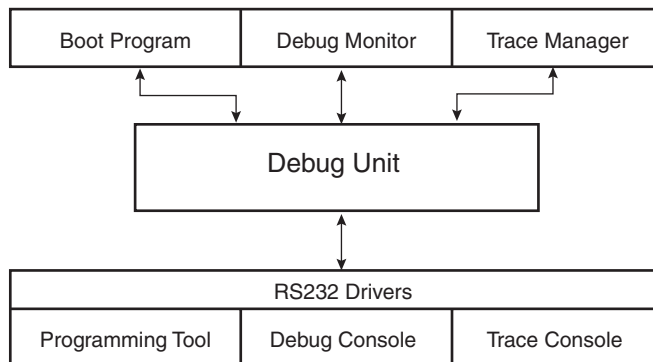 Boot Program
Debug Monitor
Trace Manager
Debug Unit
RS232 Drivers
Programming Tool
Debug Console
Trace Console